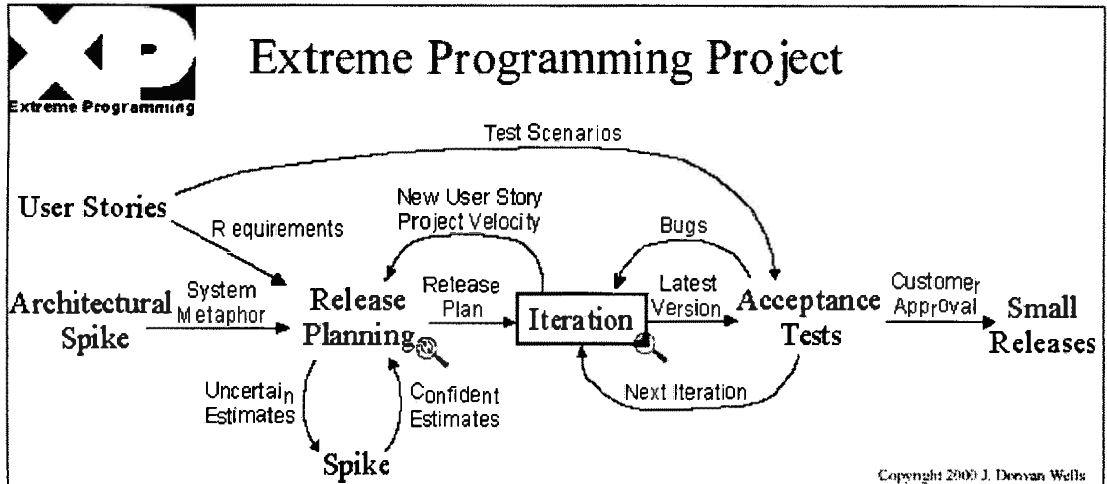 XP
Extreme Programming
Extreme Programming Project
Test Scenarios
User Stories
Requirements
New User Story
Project Velocity
Bugs
Architectural
Spike
System
Metaphor
Release
Planning
Release
Plan
Iteration
Latest
Version
Acceptance
Tests
Customer
Approval
Small
Releases
Uncertain
Estimates
Confident
Estimates
Next Iteration
Spike
Copyright 2000 J. Donvan Wells